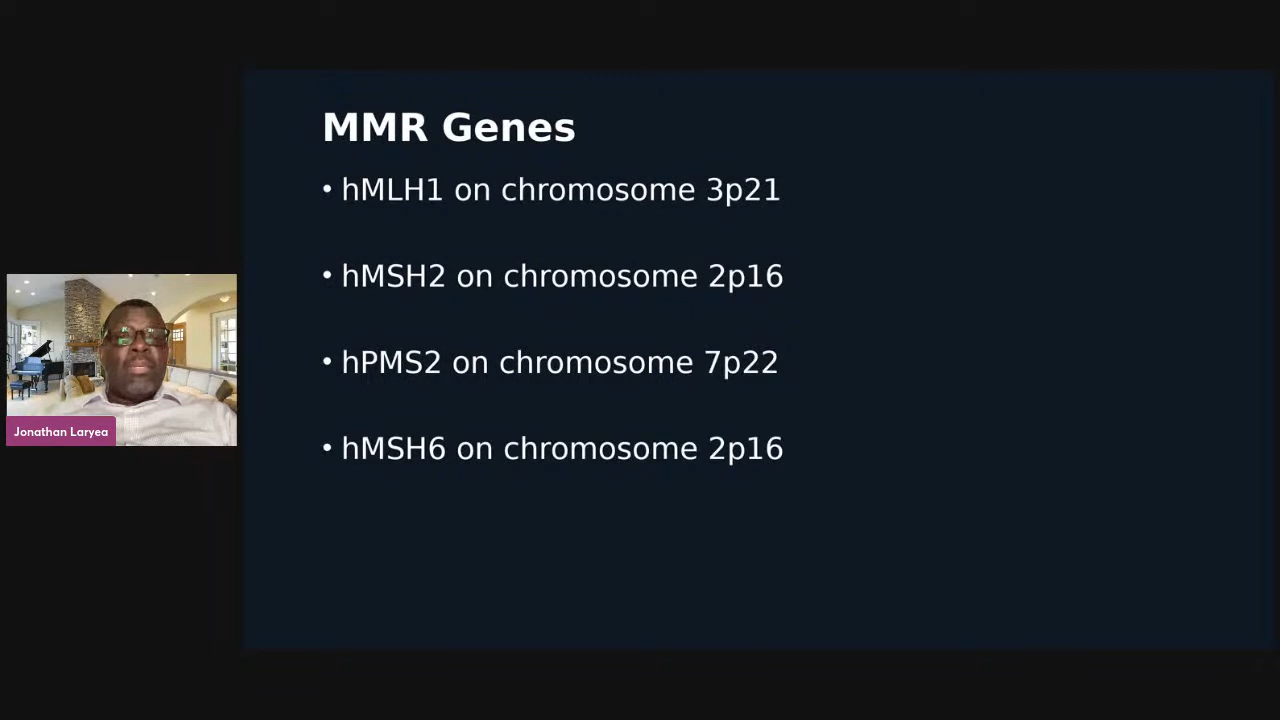 MMR Genes
• hMLH1 on chromosome 3p21
• hMSH2 on chromosome 2p16
• hPMS2 on chromosome 7p22
• hMSH6 on chromosome 2p16
Jonathan Laryea